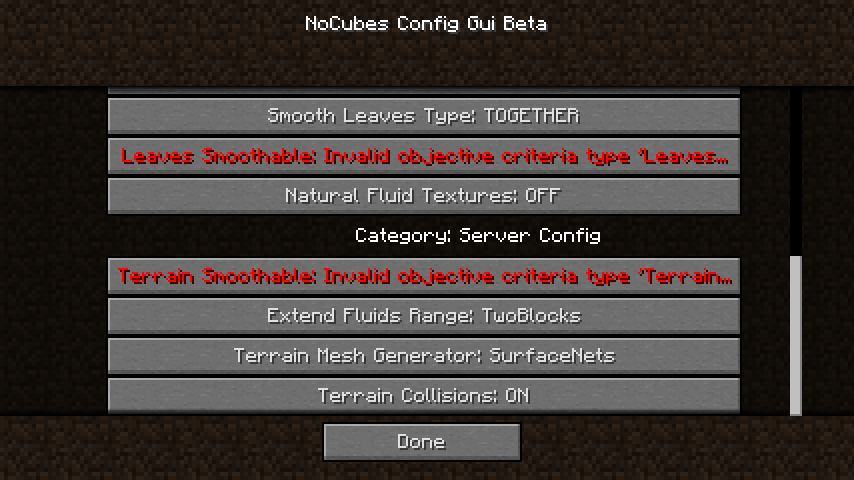 NoCubes Config Gui Beta
Smooth Leaves Type: TOGETHER
Leaves Smoothable: Invalid objective criteria type 'Leaves...
Natural Fluid Textures: OFF
Category: Server Config
Terrain Smoothable: Invalid objective criteria type 'Terrain...
Extend Fluids Range: TwoBlocks
Terrain Mesh Generator: SurfaceNets
Terrain Collisions: ON
Done